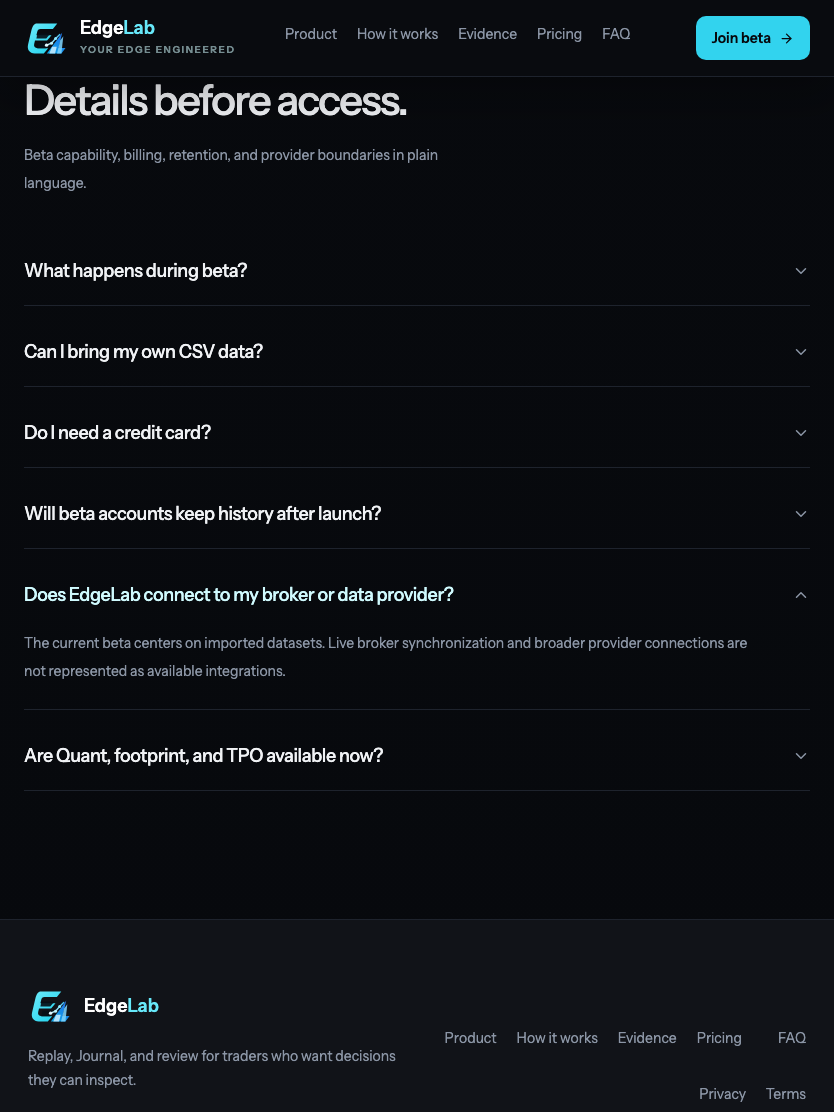 EdgeLab
YOUR EDGE ENGINEERED
Product How it works Evidence Pricing FAQ
Join beta
Details before access.
Beta capability, billing, retention, and provider boundaries in plain
language.
What happens during beta?
Can I bring my own CSV data?
Do I need a credit card?
Will beta accounts keep history after launch?
Does EdgeLab connect to my broker or data provider?
The current beta centers on imported datasets. Live broker synchronization and broader provider connections are
not represented as available integrations.
Are Quant, footprint, and TPO available now?
EdgeLab
Replay, Journal, and review for traders who want decisions
they can inspect.
Product How it works Evidence Pricing FAQ
Privacy Terms